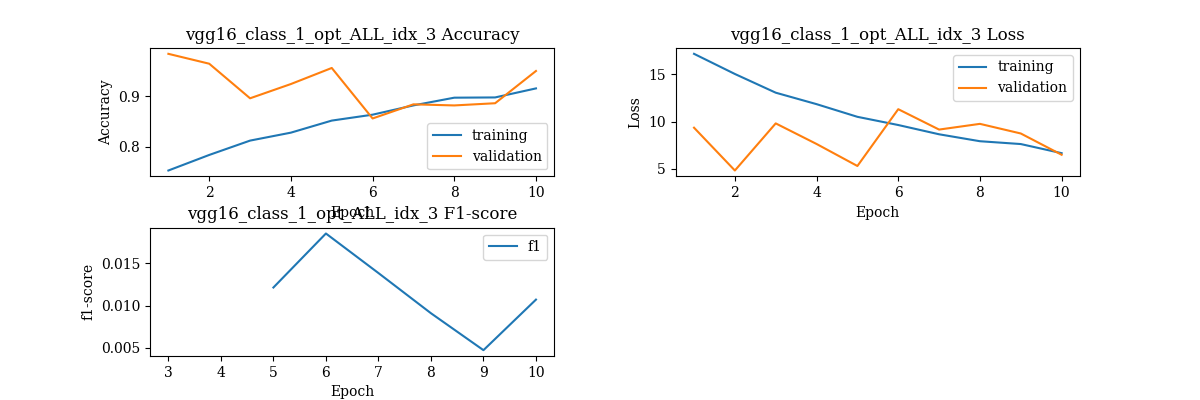 vgg16_class_1_opt_ALL_idx_3 Accuracy
Accuracy
0.9
0.8
training
validation
2 4 6 8 10
Epoch
vgg16_class_1_opt_ALL_idx_3 Loss
Loss
15
10
5
training
validation
2 4 6 8 10
Epoch
vgg16_class_1_opt_ALL_idx_3 F1-score
f1-score
0.015
0.010
0.005
f1
3 4 5 6 7 8 9 10
Epoch